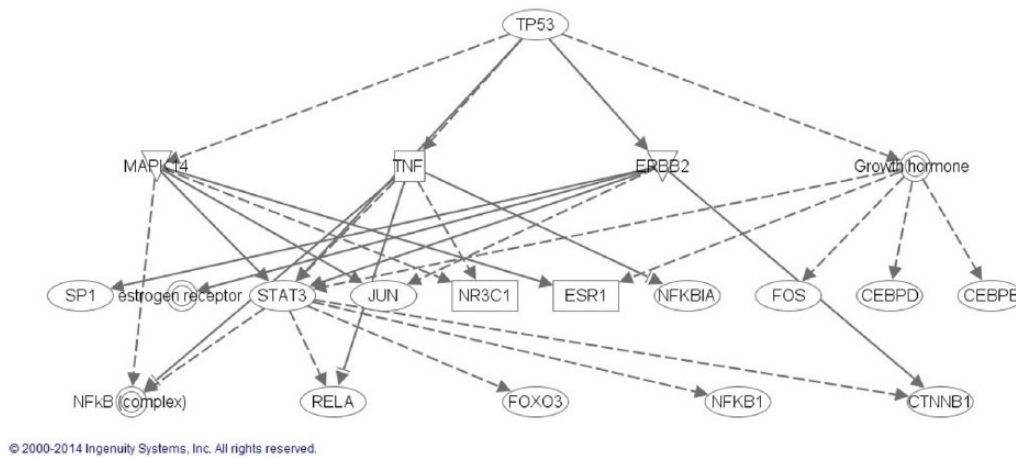 TP53
MAPK14 TNF ERBB2 Growth hormone
SP1 estrogen receptor STAT3 JUN NR3C1 ESR1 NFKBIA FOS CEBPD CEBPB
NFkB (complex) RELA FOXO3 NFKB1 CTNNB1
© 2000-2014 Ingenuity Systems, Inc. All rights reserved.